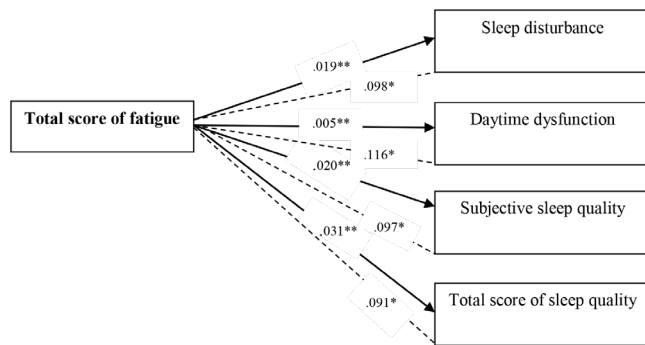 Sleep disturbance
.019**
.098*
Total score of fatigue
.005**
Daytime dysfunction
.116*
.020**
Subjective sleep quality
.097*
.031**
Total score of sleep quality
.091*